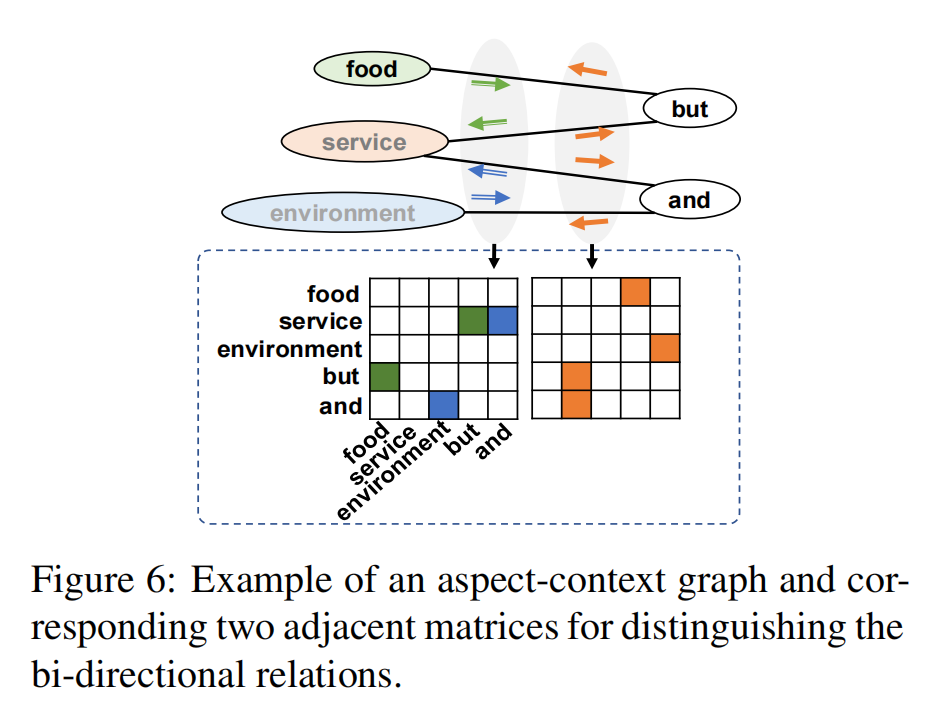 food
but
service
and
environment
food
service
environment
but
and
food
service
environment
but
and
Figure 6: Example of an aspect-context graph and cor-
responding two adjacent matrices for distinguishing the
bi-directional relations.